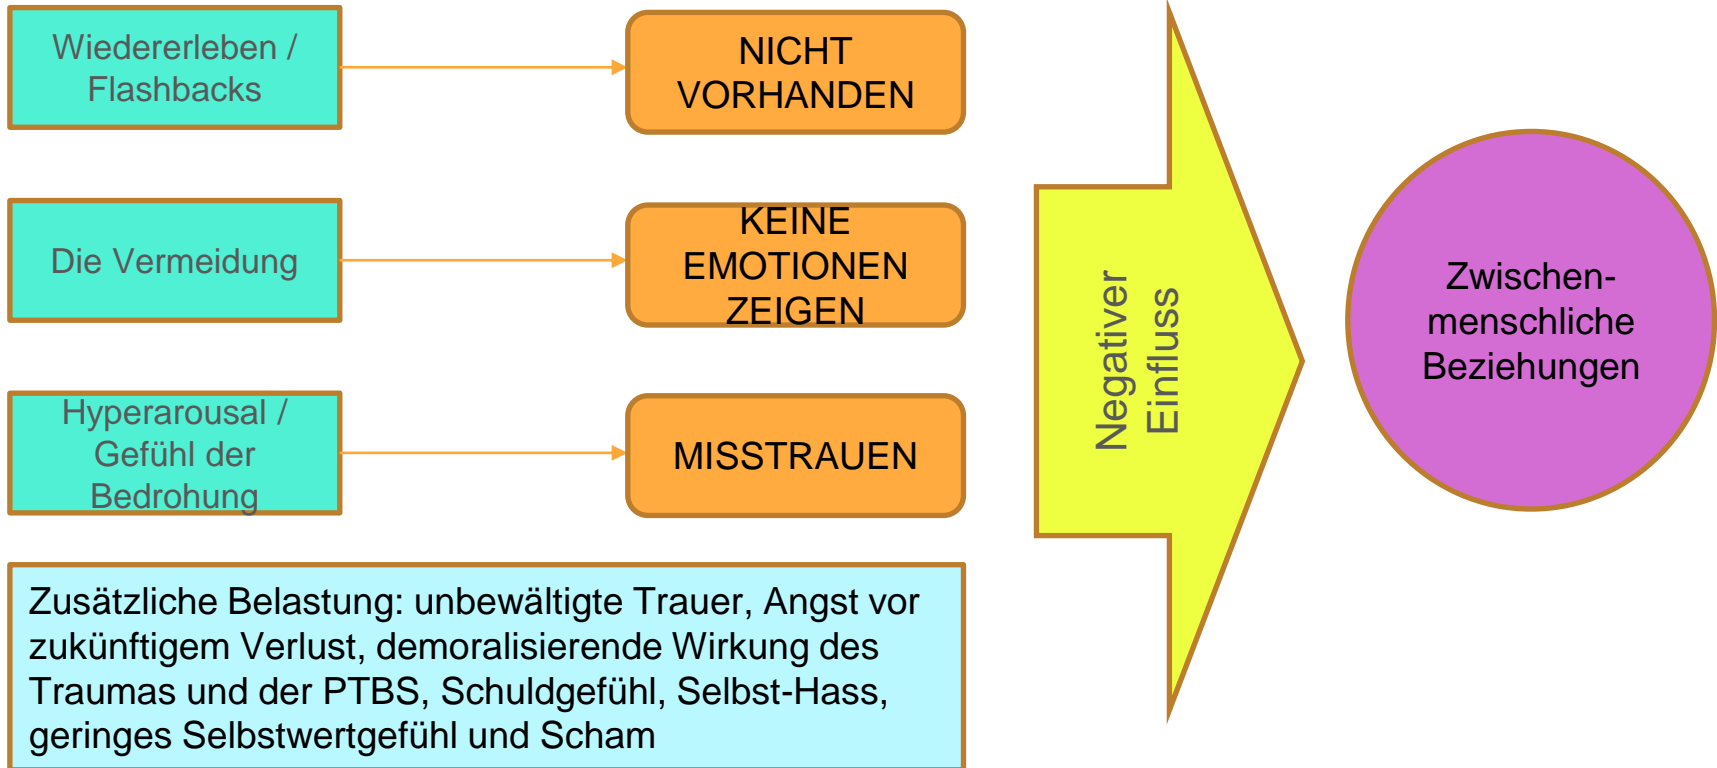 Wiedererleben /
Flashbacks
NICHT
VORHANDEN
Die Vermeidung
KEINE
EMOTIONEN
ZEIGEN
Hyperarousal /
Gefühl der
Bedrohung
MISSTRAUEN
Zusätzliche Belastung: unbewältigte Trauer, Angst vor
zukünftigem Verlust, demoralisierende Wirkung des
Traumas und der PTBS, Schuldgefühl, Selbst-Hass,
geringes Selbstwertgefühl und Scham
Negativer
Einfluss
Zwischen-
menschliche
Beziehungen